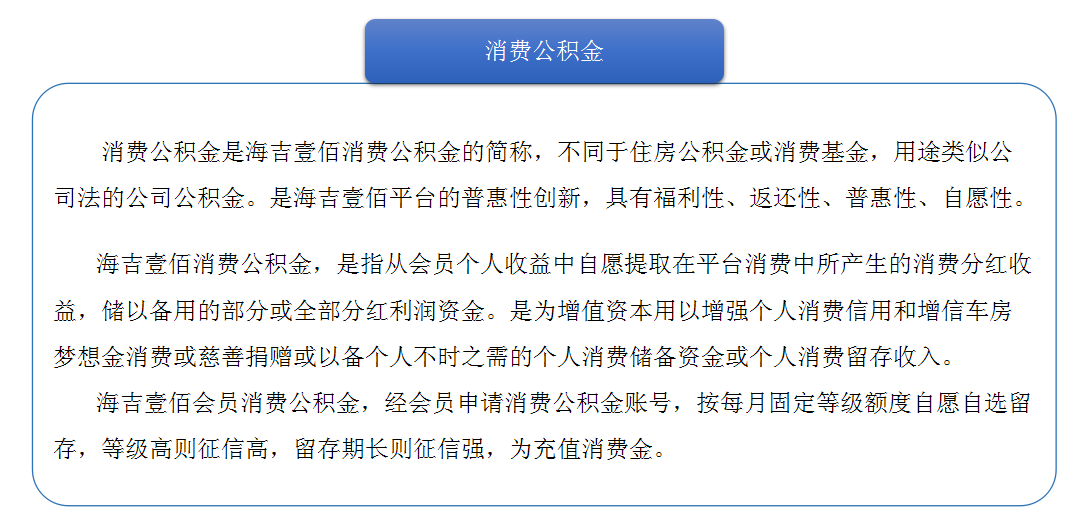 消费公积金
消费公积金是海吉壹佰消费公积金的简称，不同于住房公积金或消费基金，用途类似公
司法的公司公积金。是海吉壹佰平台的普惠性创新，具有福利性、返还性、普惠性、自愿性。
海吉壹佰消费公积金，是指从会员个人收益中自愿提取在平台消费中所产生的消费分红收
益，储以备用的部分或全部分红利润资金。是为增值资本用以增强个人消费信用和增信车房
梦想金消费或慈善捐赠或以备个人不时之需的个人消费储备资金或个人消费留存收入。
海吉壹佰会员消费公积金，经会员申请消费公积金账号，按每月固定等级额度自愿自选留
存，等级高则征信高，留存期长则征信强，为充值消费金。